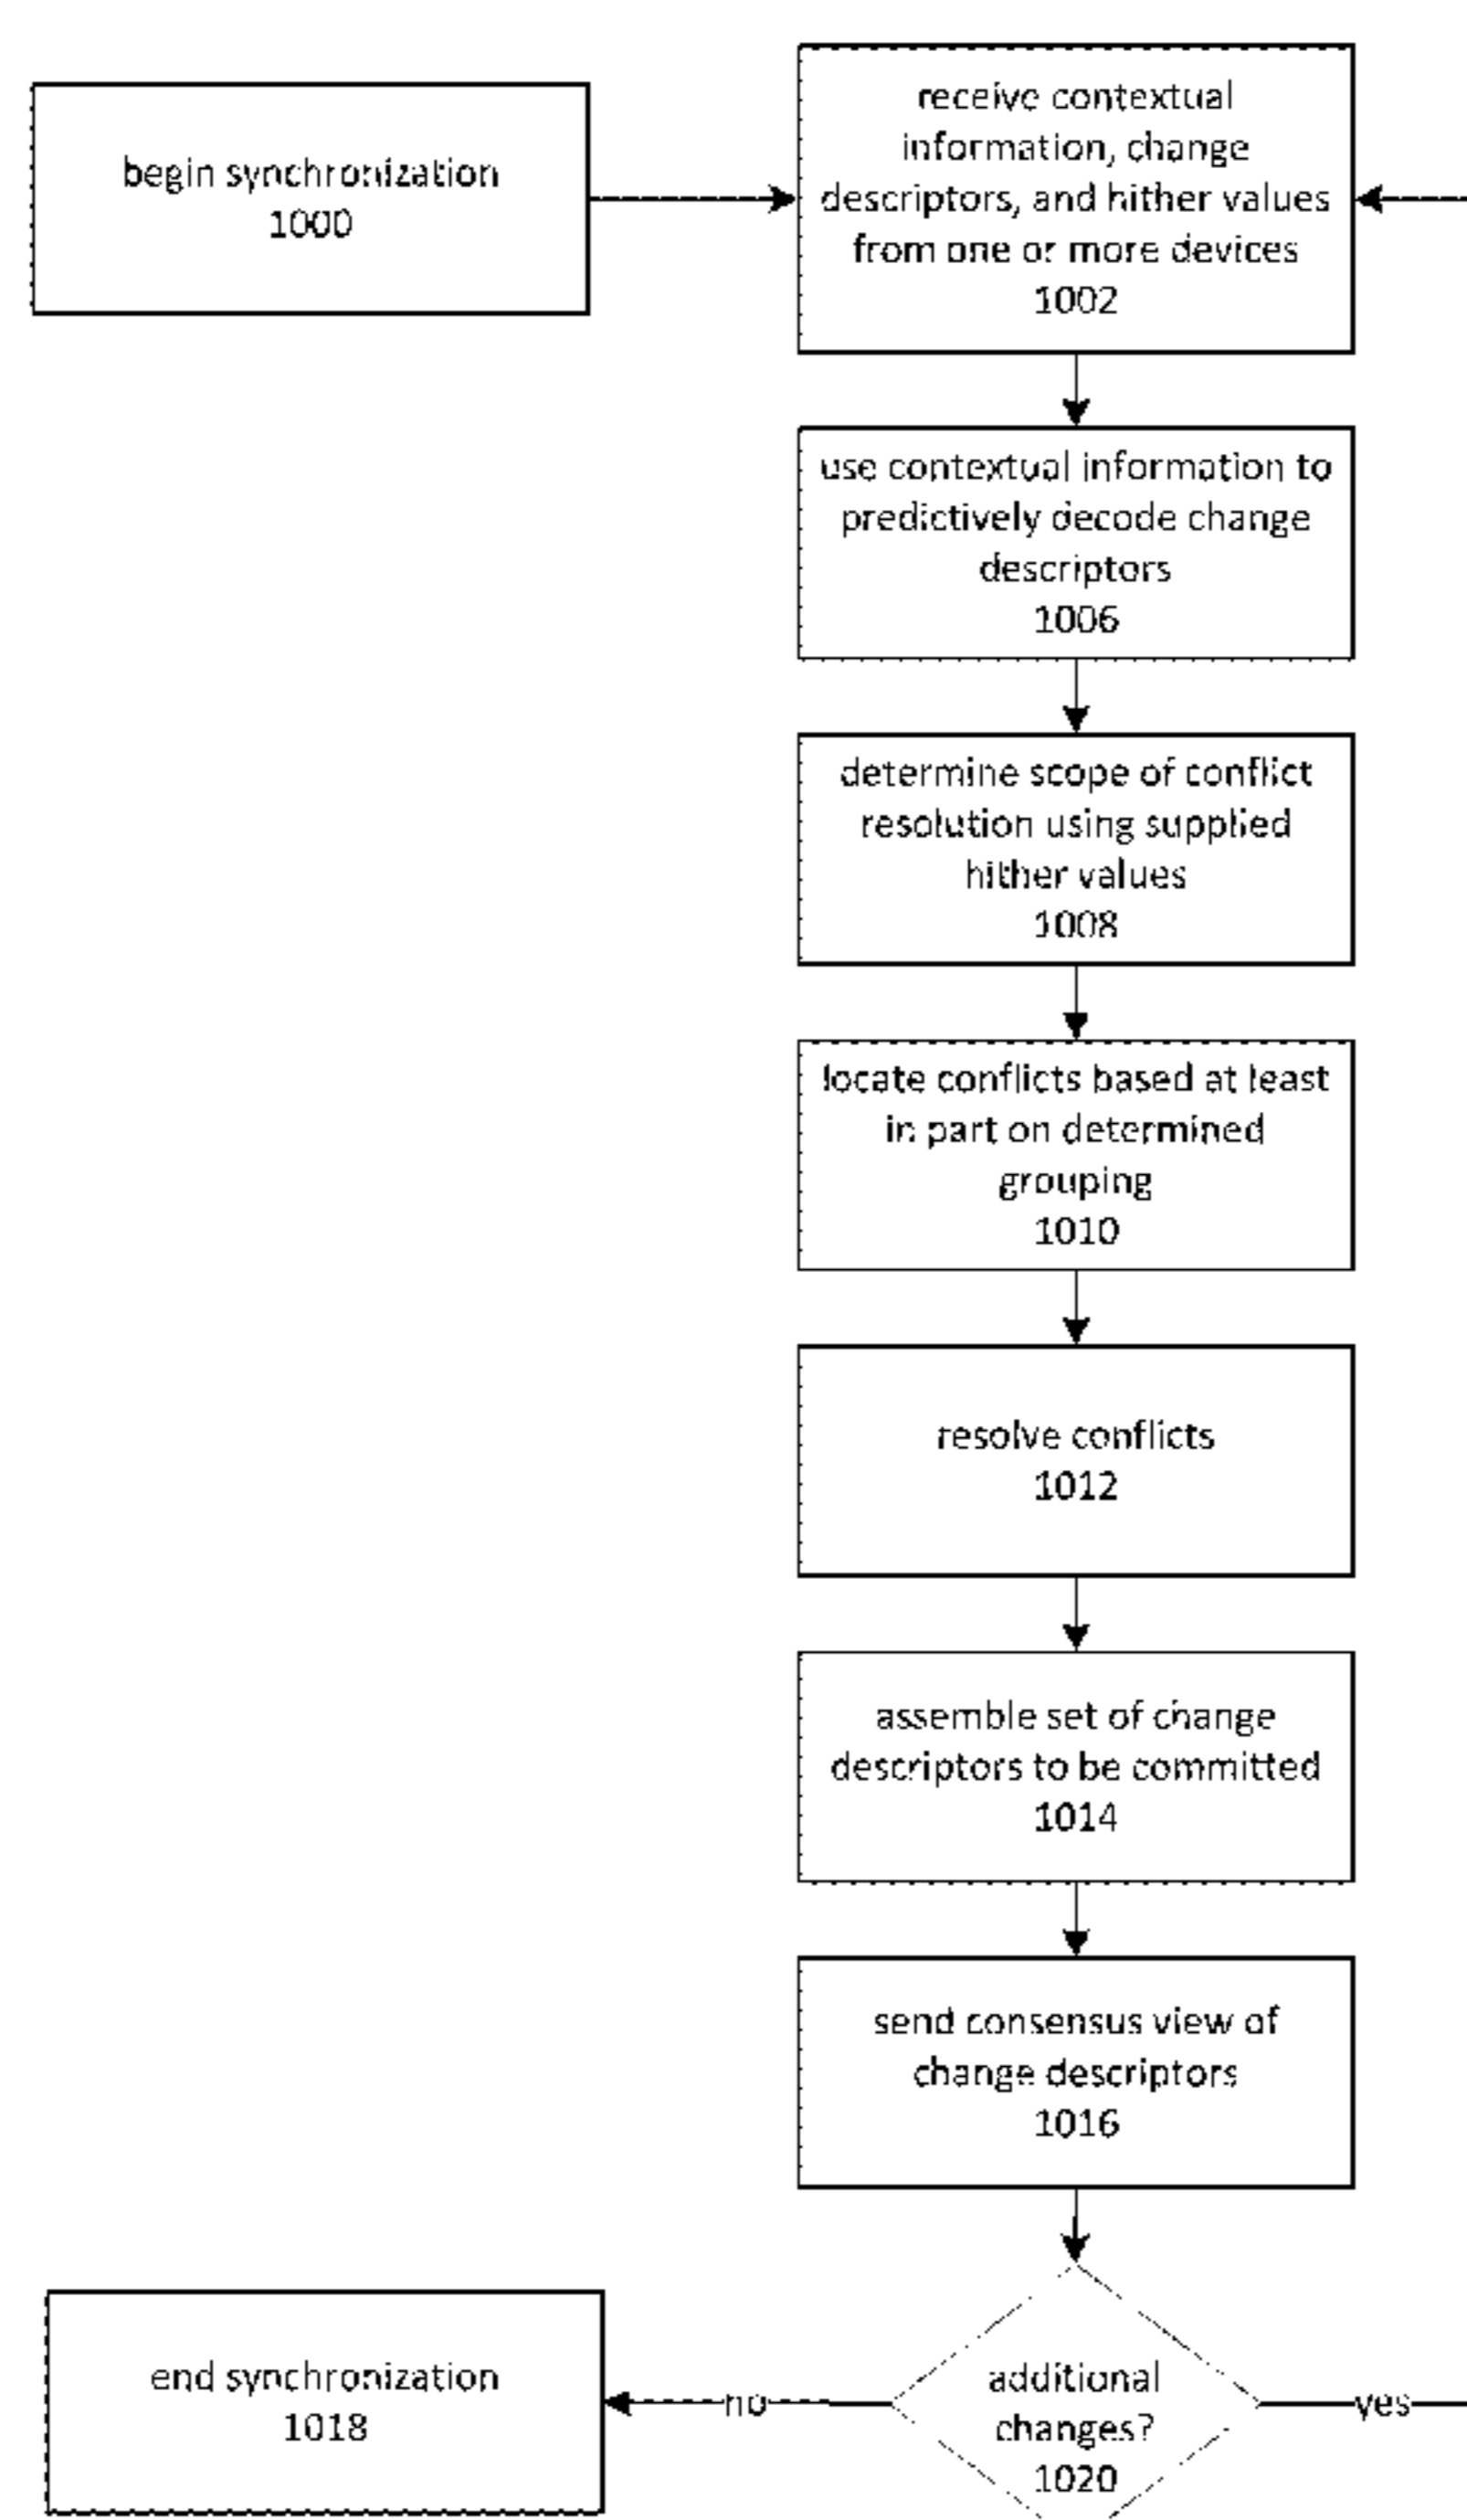 begin synchronization
1000
receive contextual
information, change
descriptors, and hither values
from one or more devices
1002
use contextual information to
predictively decode change
descriptors
1006
determine scope of conflict
resolution using supplied
hither values
1008
locate conflicts based at least
in part on determined
grouping
1010
resolve conflicts
1012
assemble set of change
descriptors to be committed
1014
send consensus view of
change descriptors
1016
additional
changes?
1020
no
yes
end synchronization
1018